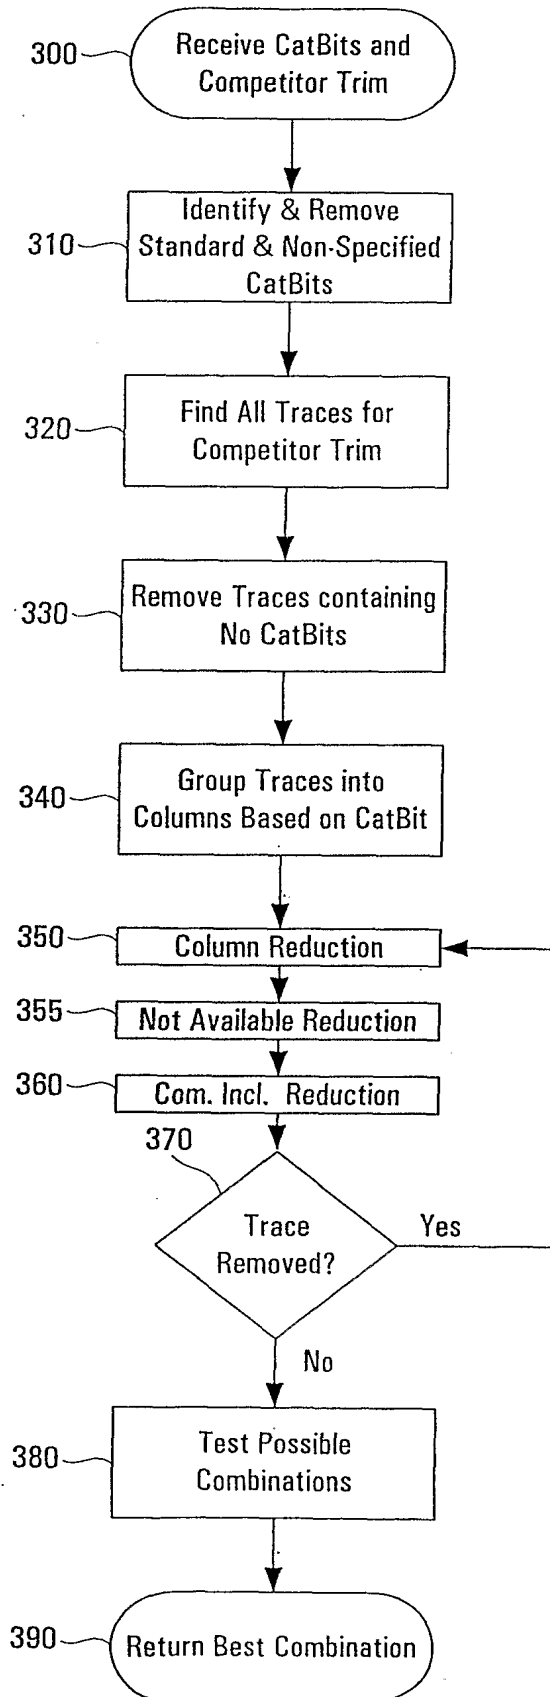 300
Receive CatBits and
Competitor Trim
310
Identify & Remove
Standard & Non-Specified
CatBits
320
Find All Traces for
Competitor Trim
330
Remove Traces containing
No CatBits
340
Group Traces into
Columns Based on CatBit
350
Column Reduction
355
Not Available Reduction
360
Com. Incl. Reduction
370
Trace
Removed?
Yes
No
380
Test Possible
Combinations
390
Return Best Combination